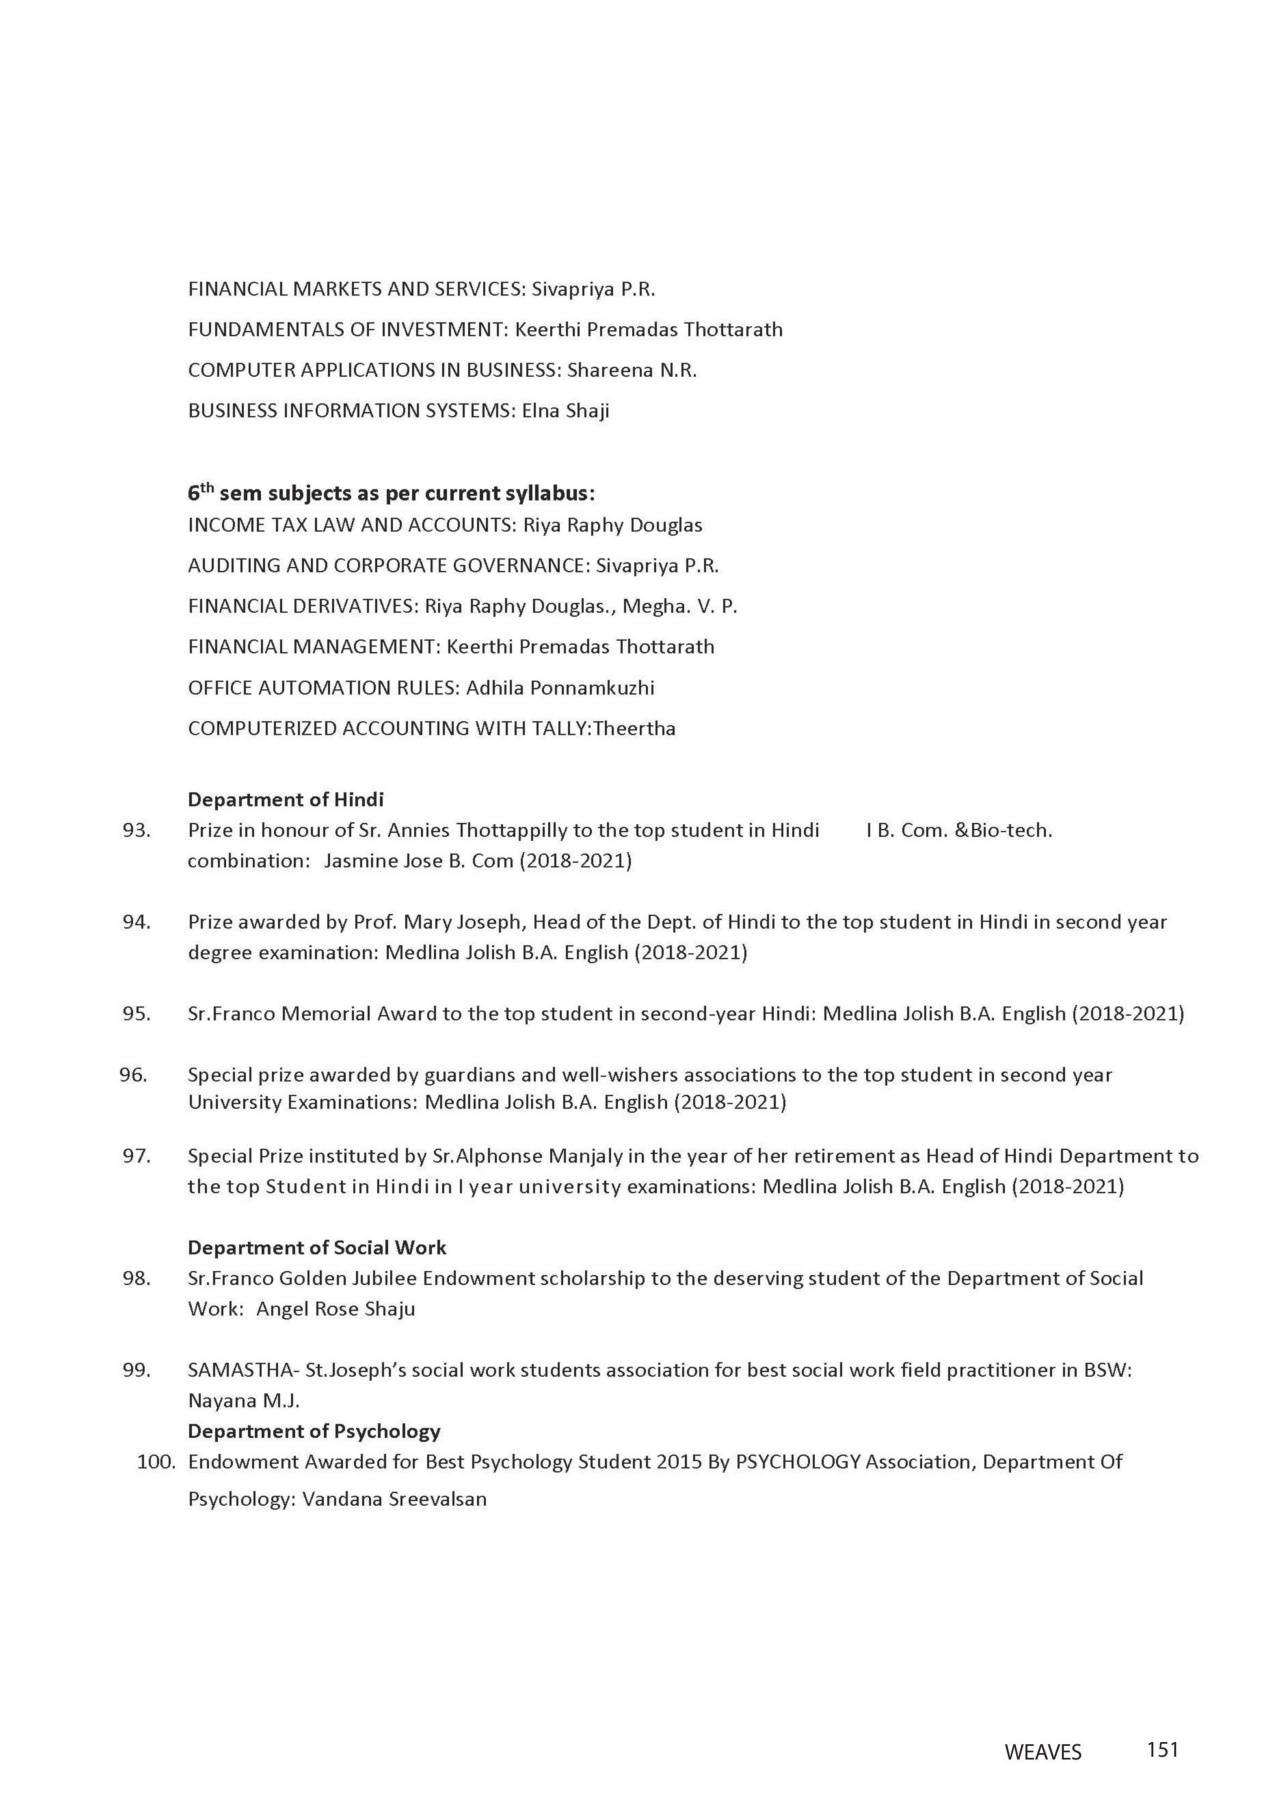 FINANCIAL MARKETS AND SERVICES: Sivapriya P.R.
FUNDAMENTALS OF INVESTMENT: Keerthi Premadas Thottarath
COMPUTER APPLICATIONS IN BUSINESS: Shareena N.R.
BUSINESS INFORMATION SYSTEMS: Elna Shaji
6th sem subjects as per current syllabus:
INCOME TAX LAW AND ACCOUNTS: Riya Raphy Douglas
AUDITING AND CORPORATE GOVERNANCE: Sivapriya P.R.
FINANCIAL DERIVATIVES: Riya Raphy Douglas., Megha. V. P.
FINANCIAL MANAGEMENT: Keerthi Premadas Thottarath
OFFICE AUTOMATION RULES: Adhila Ponnamkuzhi
COMPUTERIZED ACCOUNTING WITH TALLY:Theertha
Department of Hindi
93. Prize in honour of Sr. Annies Thottappilly to the top student in Hindi I B. Com. &Bio-tech.
combination: Jasmine Jose B. Com (2018-2021)
94. Prize awarded by Prof. Mary Joseph, Head of the Dept. of Hindi to the top student in Hindi in second year
degree examination: Medlina Jolish B.A. English (2018-2021)
95. Sr.Franco Memorial Award to the top student in second-year Hindi: Medlina Jolish B.A. English (2018-2021)
96. Special prize awarded by guardians and well-wishers associations to the top student in second year
University Examinations: Medlina Jolish B.A. English (2018-2021)
97. Special Prize instituted by Sr.Alphonse Manjaly in the year of her retirement as Head of Hindi Department to
the top Student in Hindi in I year university examinations: Medlina Jolish B.A. English (2018-2021)
Department of Social Work
98. Sr.Franco Golden Jubilee Endowment scholarship to the deserving student of the Department of Social
Work: Angel Rose Shaju
99. SAMASTHA- St.Joseph’s social work students association for best social work field practitioner in BSW:
Nayana M.J.
Department of Psychology
100. Endowment Awarded for Best Psychology Student 2015 By PSYCHOLOGY Association, Department Of
Psychology: Vandana Sreevalsan
WEAVES 151